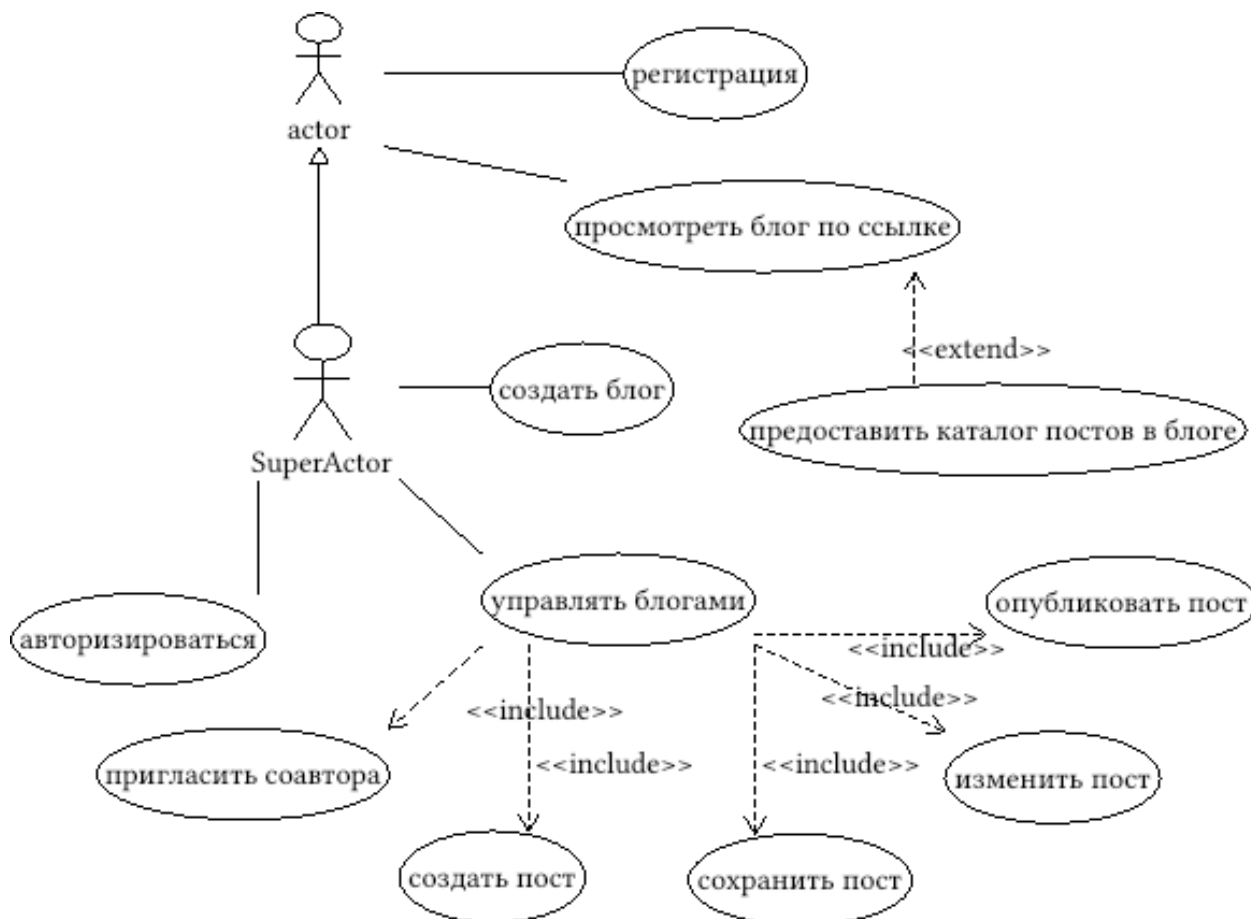 регистрация
actor
просмотреть блог по ссылке
<<extend>>
создать блог
предоставить каталог постов в блоге
SuperActor
управлять блогами
опубликовать пост
авторизироваться
<<include>>
<<include>>
<<include>>
<<include>>
<<include>>
пригласить соавтора
изменить пост
создать пост
сохранить пост